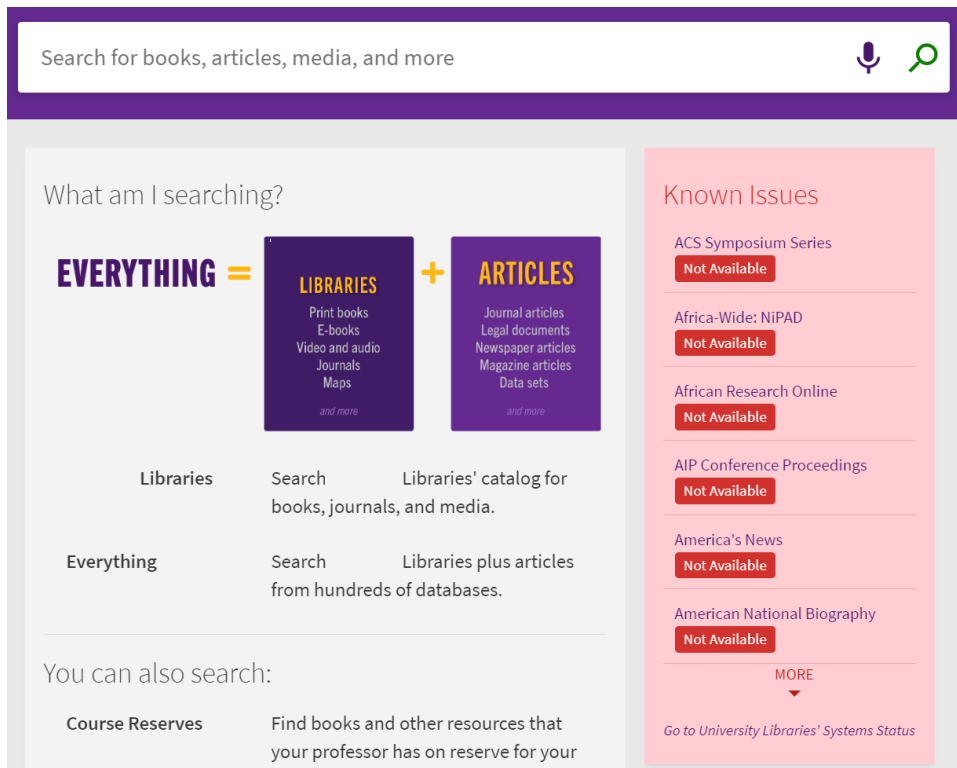 Search for books, articles, media, and more
What am I searching?
EVERYTHING = LIBRARIES + ARTICLES
Print books
E-books
Video and audio
Journals
Maps
and more
Journal articles
Legal documents
Newspaper articles
Magazine articles
Data sets
and more
Libraries
Search Libraries' catalog for
books, journals, and media.
Everything
Search Libraries plus articles
from hundreds of databases.
You can also search:
Course Reserves
Find books and other resources that
your professor has on reserve for your
Known Issues
ACS Symposium Series
Not Available
Africa-Wide: NiPAD
Not Available
African Research Online
Not Available
AIP Conference Proceedings
Not Available
America's News
Not Available
American National Biography
Not Available
MORE
Go to University Libraries' Systems Status